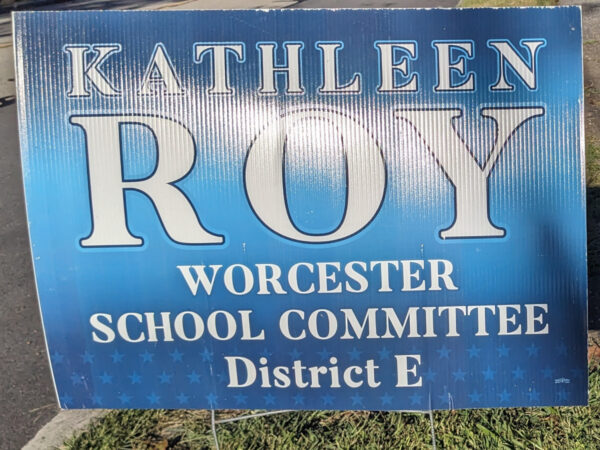 KATHLEEN
ROY
WORCESTER
SCHOOL COMMITTEE
District E